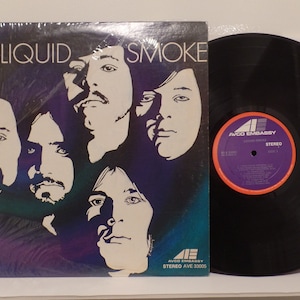 LIQUID SMOKE
AVCO EMBASSY
STEREO AVE 33005
AVCO EMBASSY
STEREO